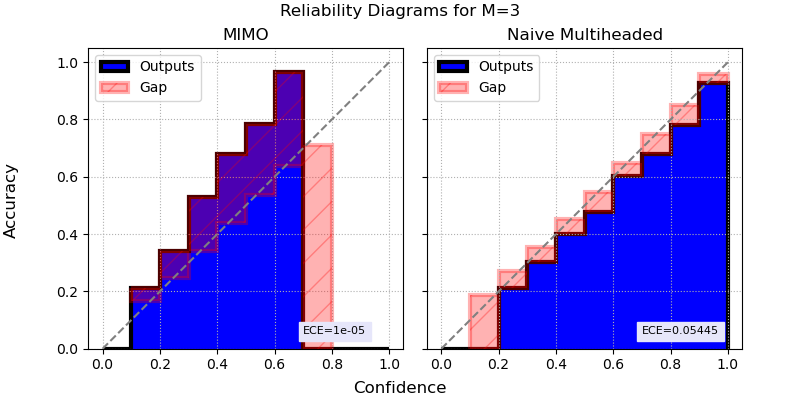 Reliability Diagrams for M=3
MIMO
Naive Multiheaded
Outputs
Gap
Outputs
Gap
1.0
0.8
0.6
0.4
0.2
0.0
Accuracy
ECE=1e-05
ECE=0.05445
0.0 0.2 0.4 0.6 0.8 1.0
0.0 0.2 0.4 0.6 0.8 1.0
Confidence